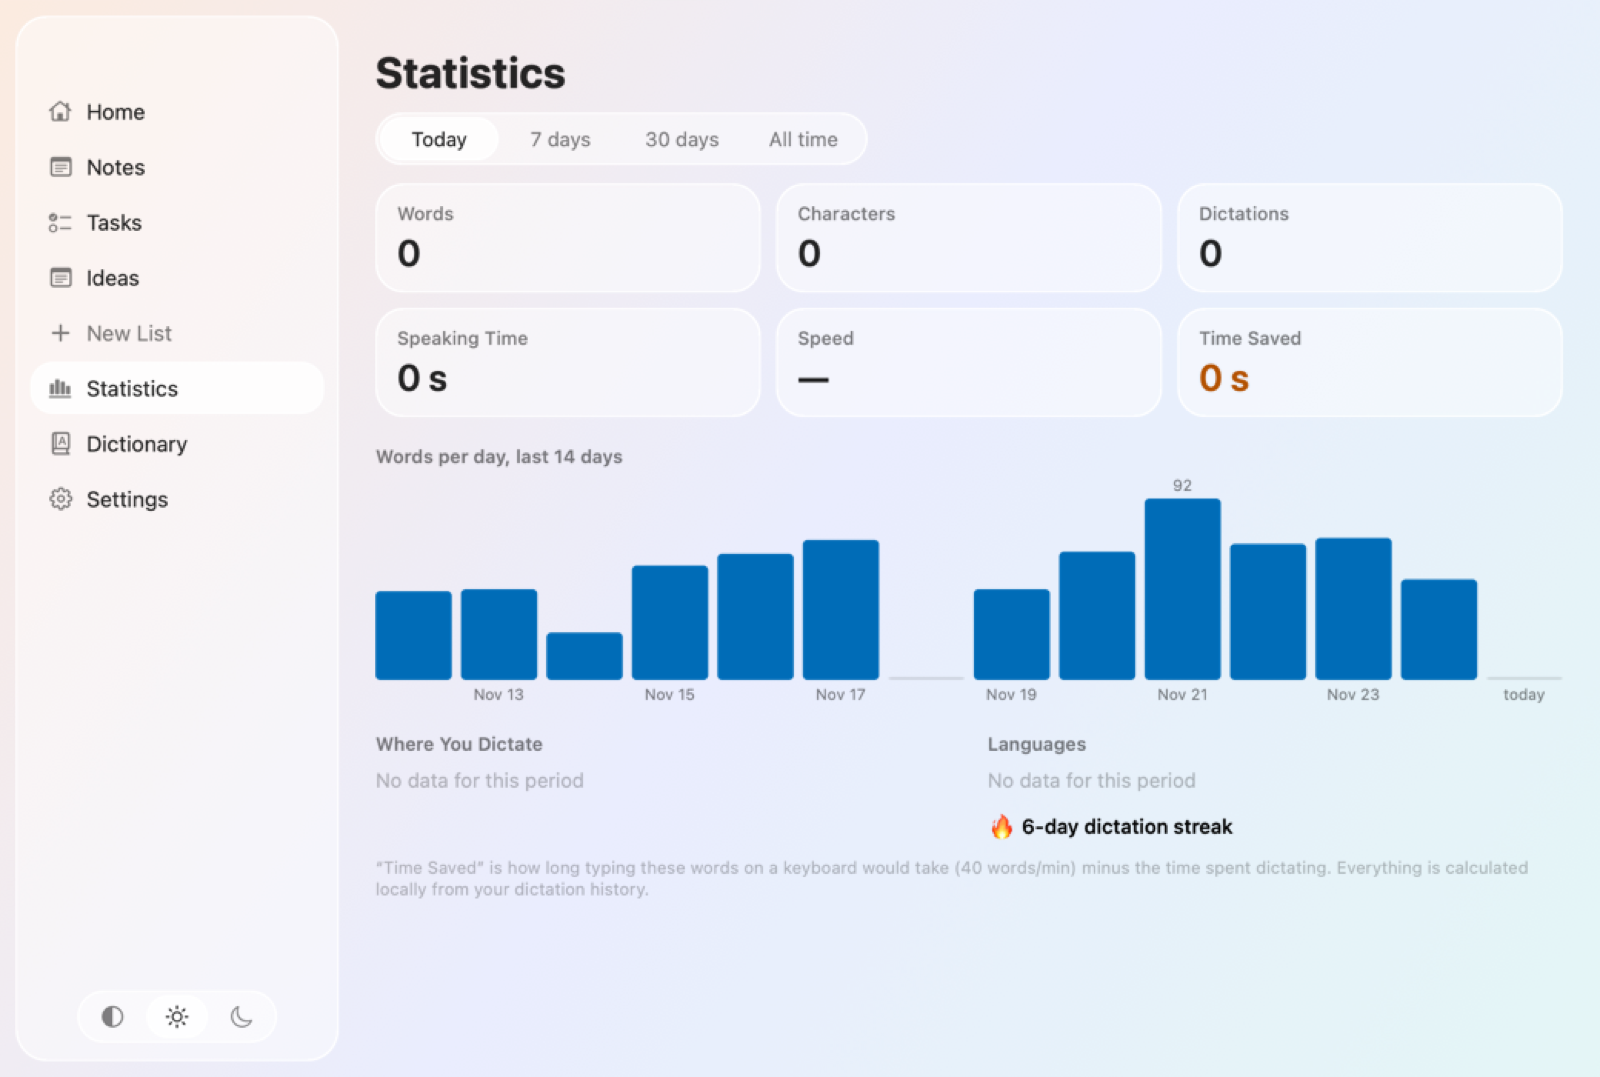 Home
Notes
Tasks
Ideas
New List
Statistics
Dictionary
Settings
Statistics
Today
7 days
30 days
All time
Words
0
Characters
0
Dictations
0
Speaking Time
0 s
Speed
—
Time Saved
0 s
Words per day, last 14 days
92
Nov 13
Nov 15
Nov 17
Nov 19
Nov 21
Nov 23
today
Where You Dictate
No data for this period
Languages
No data for this period
🔥 6-day dictation streak
“Time Saved” is how long typing these words on a keyboard would take (40 words/min) minus the time spent dictating. Everything is calculated
locally from your dictation history.